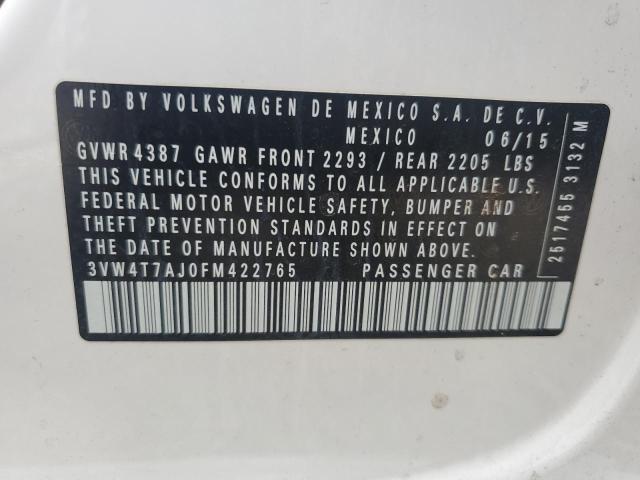 MFD BY VOLKSWAGEN DE MEXICO S.A. DE C.V.
MEXICO 06/15
GVWR 4387 GAWR FRONT 2293 / REAR 2205 LBS
THIS VEHICLE CONFORMS TO ALL APPLICABLE U.S.
FEDERAL MOTOR VEHICLE SAFETY, BUMPER AND
THEFT PREVENTION STANDARDS IN EFFECT ON
THE DATE OF MANUFACTURE SHOWN ABOVE.
3VW4T7AJ0FM422765 PASSENGER CAR
2517455 3132 M